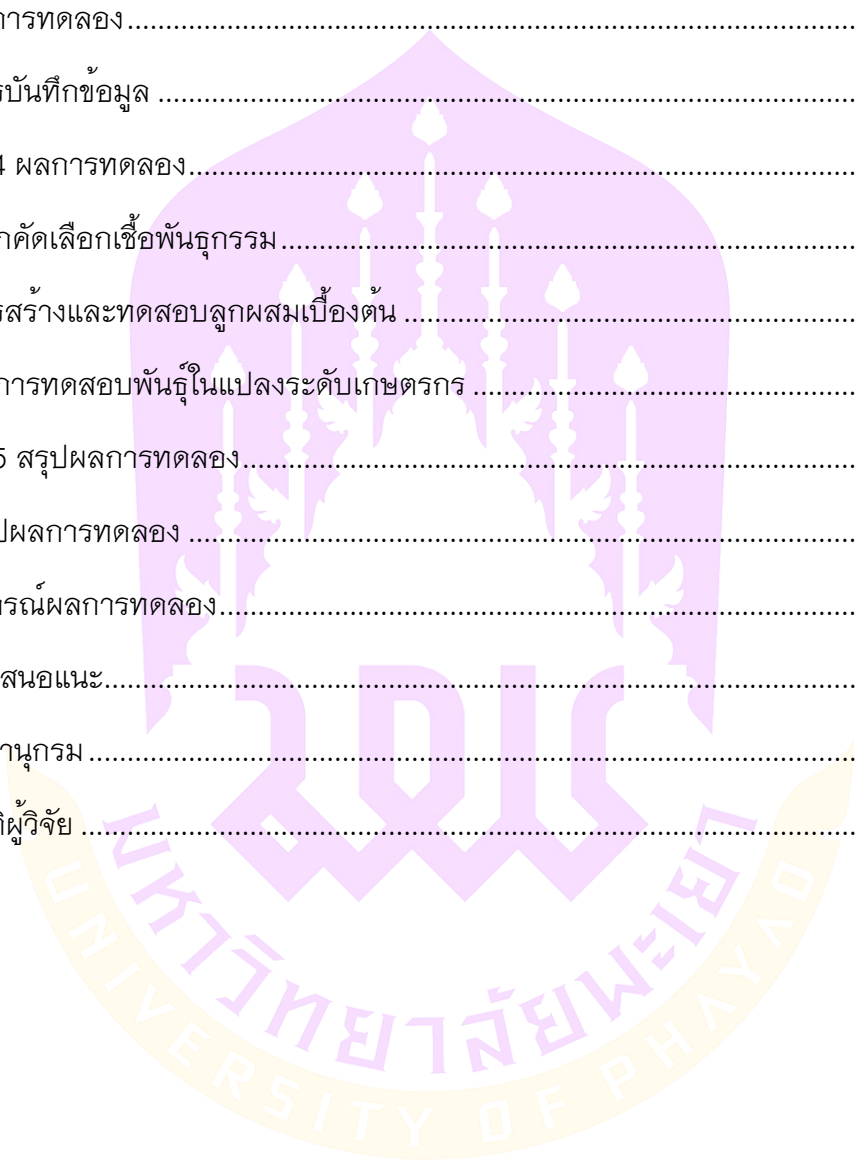 การทดลอง
รบันทึกข้อมูล
4 ผลการทดลอง
กคัดเลือกเชื้อพันธุกรรม
รสร้างและทดสอบลูกผสมเบื้องต้น
การทดสอบพันธุ์ในแปลงระดับเกษตรกร
5 สรุปผลการทดลอง
ปผลการทดลอง
ารณ์ผลการทดลอง
สนอแนะ
านุกรม
ติผู้วิจัย
มหาวิทยาลัยพะเยา
UNIVERSITY OF PHAYAO